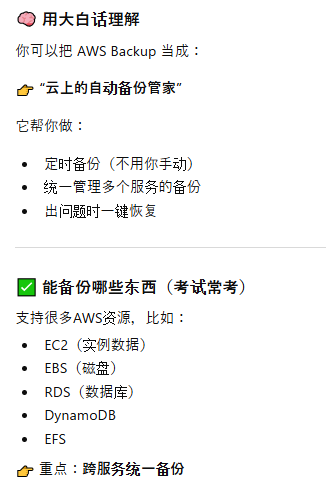 🧠 用大白话理解
你可以把 AWS Backup 当成：
👉 “云上的自动备份管家”
它帮你做：
• 定时备份（不用你手动）
• 统一管理多个服务的备份
• 出问题时一键恢复
✅ 能备份哪些东西（考试常考）
支持很多AWS资源，比如：
• EC2（实例数据）
• EBS（磁盘）
• RDS（数据库）
• DynamoDB
• EFS
👉 重点：跨服务统一备份